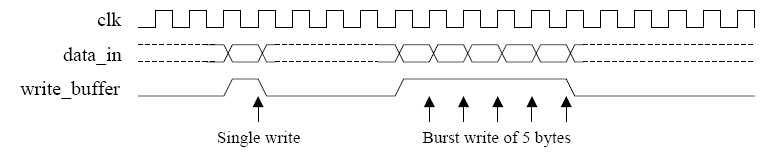 clk
data_in
write_buffer
Single write
Burst write of 5 bytes